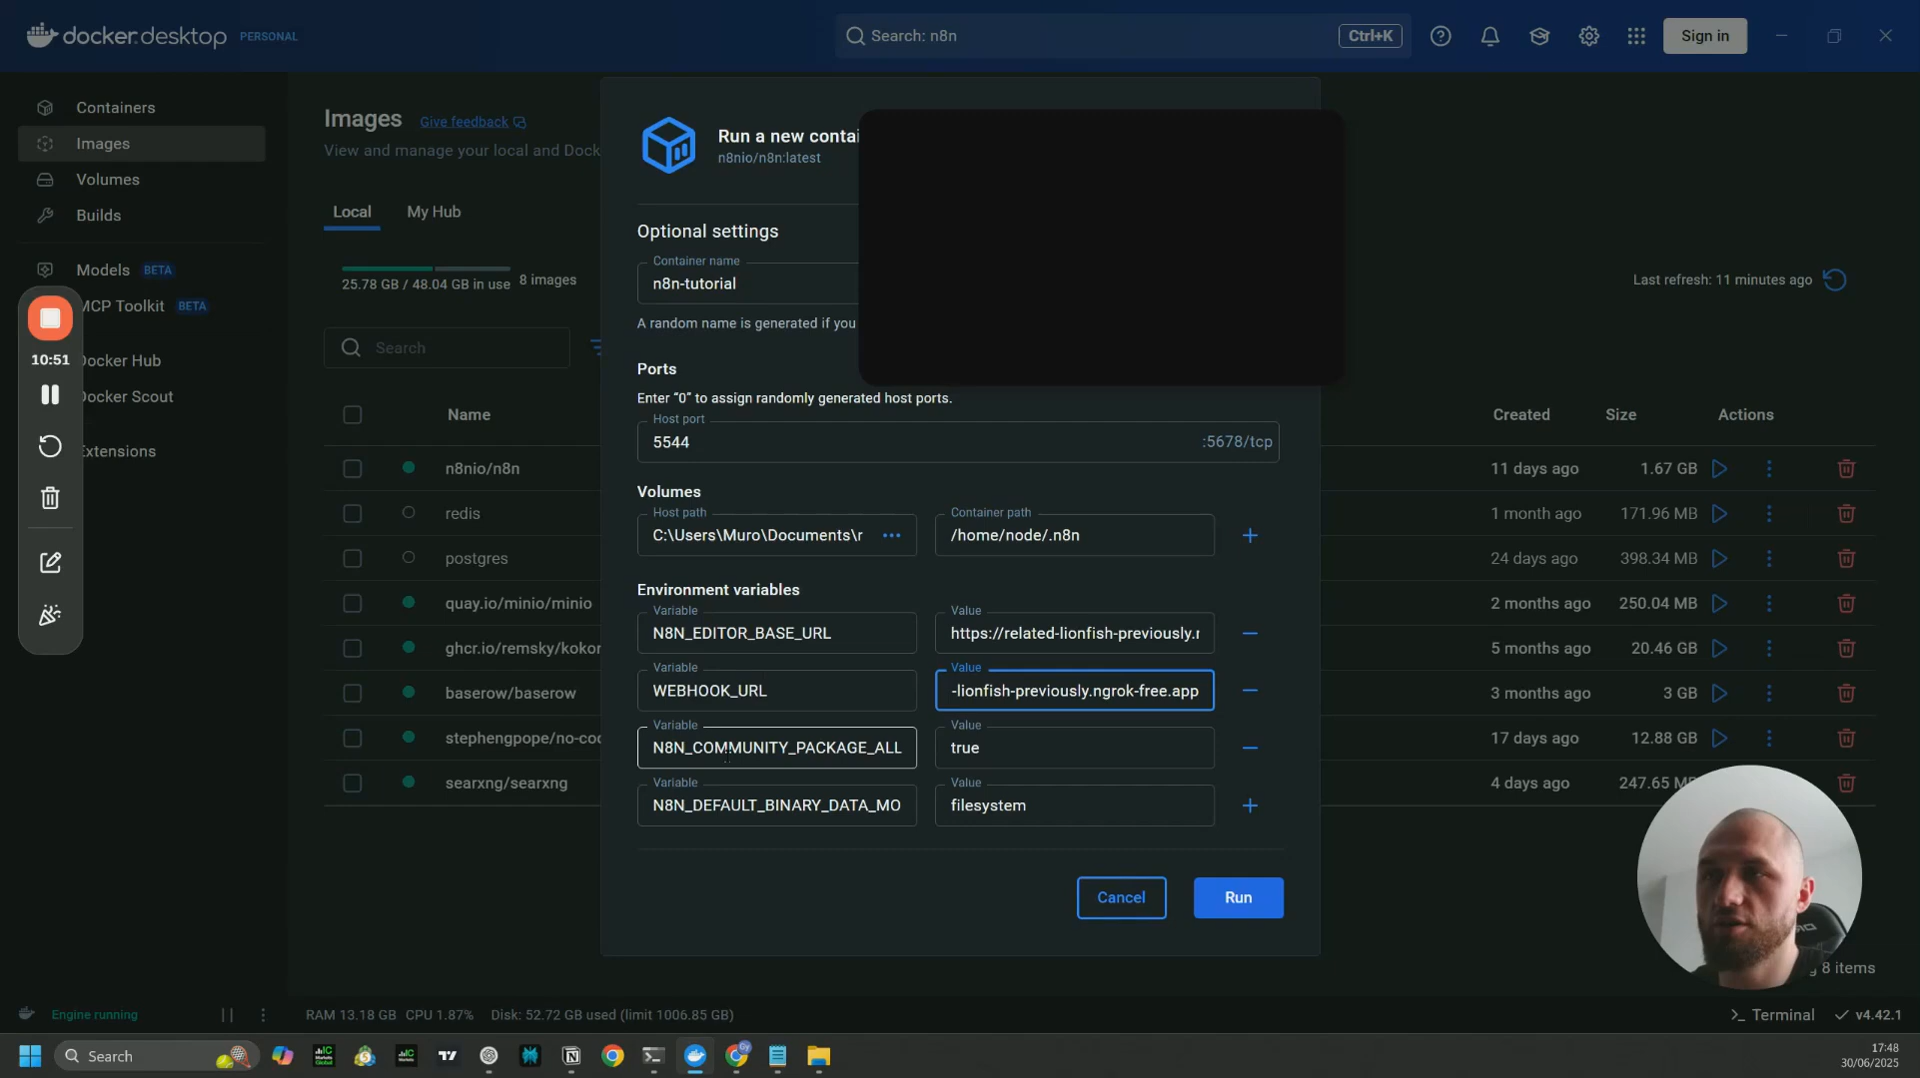 docker.desktop PERSONAL
Search: n8n
Ctrl+K
Sign in
Containers
Images
Volumes
Builds
Models BETA
MCP Toolkit BETA
Docker Hub
Docker Scout
Extensions
10:51
Images Give feedback
View and manage your local and Dock
Local My Hub
25.78 GB / 48.04 GB in use 8 images
Last refresh: 11 minutes ago
Search
Name Created Size Actions
n8nio/n8n 11 days ago 1.67 GB
redis 1 month ago 171.96 MB
postgres 24 days ago 398.34 MB
quay.io/minio/minio 2 months ago 250.04 MB
ghcr.io/remsky/kokor 5 months ago 20.46 GB
baserow/baserow 3 months ago 3 GB
stephengpope/no-cod 17 days ago 12.88 GB
searxng/searxng 4 days ago 247.65 MB
8 items
Run a new contai
n8nio/n8n:latest
Optional settings
Container name
n8n-tutorial
A random name is generated if you
Ports
Enter “0” to assign randomly generated host ports.
Host port
5544 :5678/tcp
Volumes
Host path Container path
C:\Users\Muro\Documents\r /home/node/.n8n
Environment variables
Variable Value
N8N_EDITOR_BASE_URL https://related-lionfish-previously.r
Variable Value
WEBHOOK_URL -lionfish-previously.ngrok-free.app
Variable Value
N8N_COMMUNITY_PACKAGE_ALL true
Variable Value
N8N_DEFAULT_BINARY_DATA_MO filesystem
Cancel Run
Engine running RAM 13.18 GB CPU 1.87% Disk: 52.72 GB used (limit 1006.85 GB) Terminal v4.42.1
Search
17:48
30/06/2025